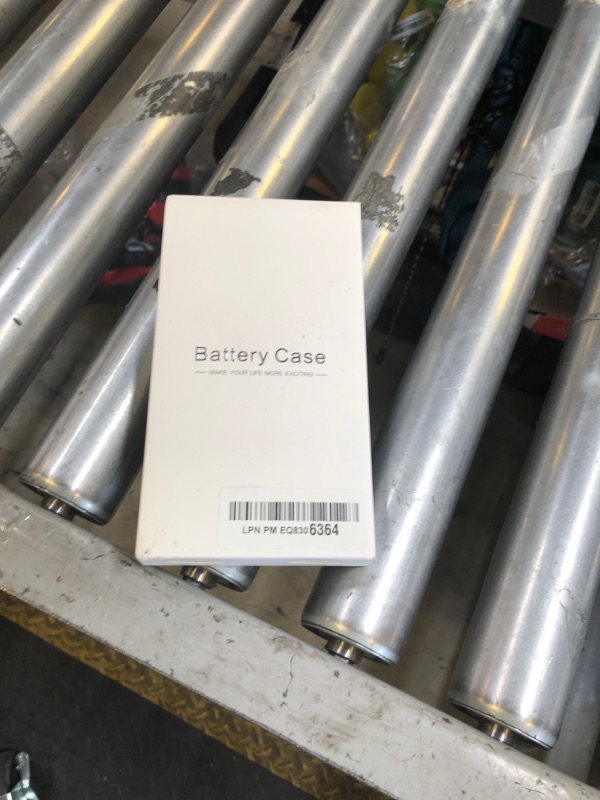 Battery Case
MAKE YOUR LIFE MORE EXCITING
LPN PM EQ8306364